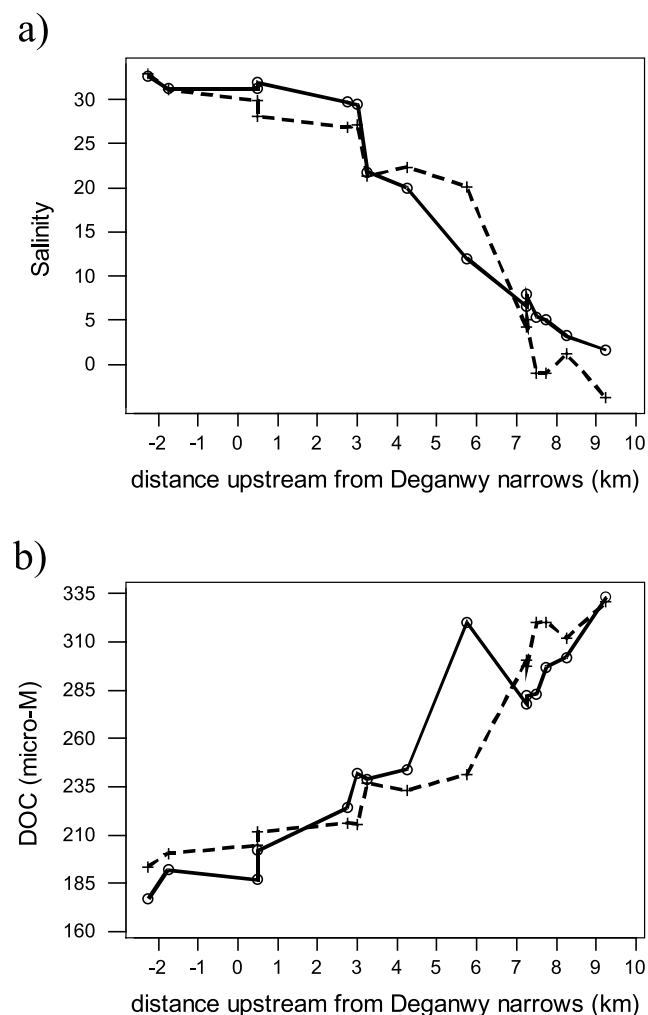 a)
30
25
20
15
10
5
0
Salinity
-2 -1 0 1 2 3 4 5 6 7 8 9 10
distance upstream from Deganwy narrows (km)
b)
335
310
285
260
235
210
185
160
DOC (micro-M)
-2 -1 0 1 2 3 4 5 6 7 8 9 10
distance upstream from Deganwy narrows (km)